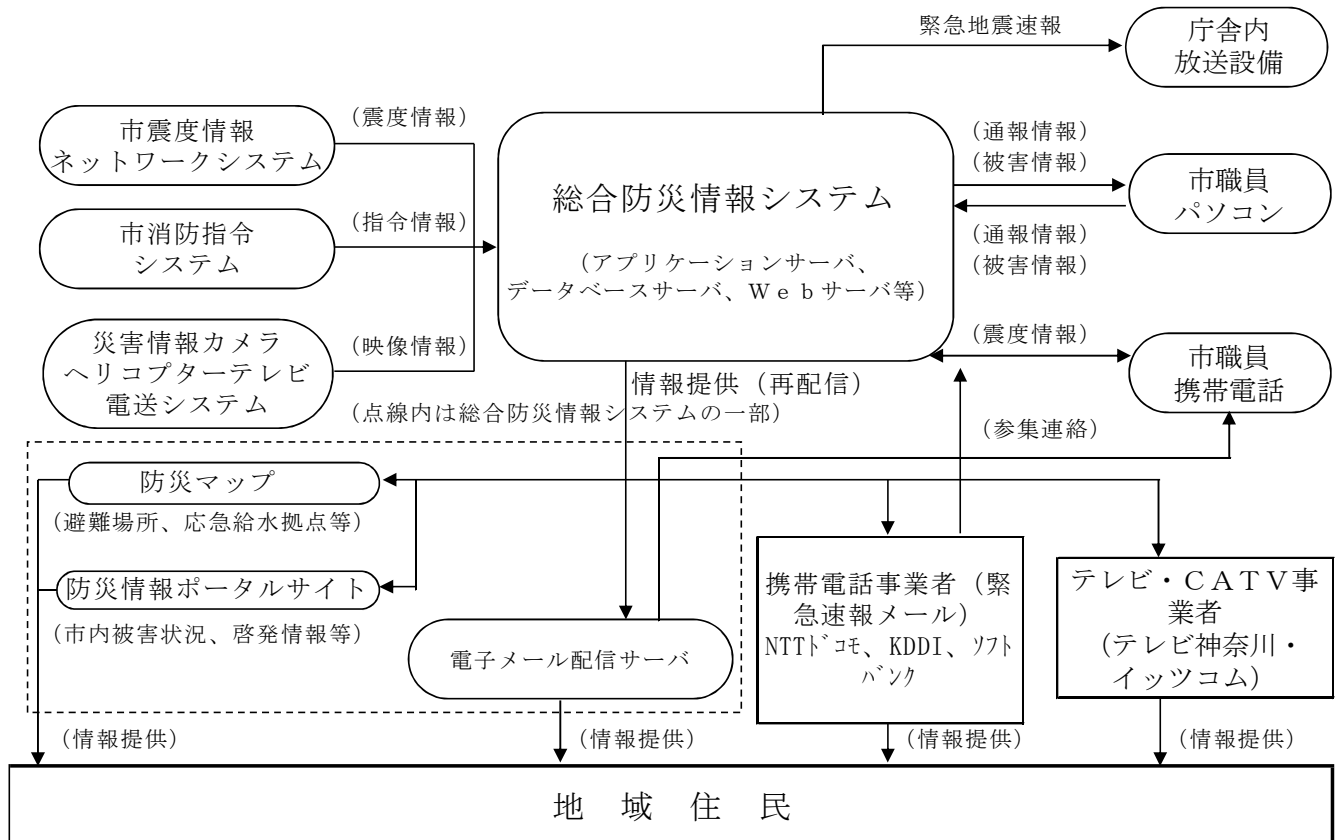 緊急地震速報
庁舎内
放送設備
（震度情報）
市震度情報
ネットワークシステム
（指令情報）
市消防指令
システム
（映像情報）
災害情報カメラ
ヘリコプターテレビ
電送システム
総合防災情報システム
（アプリケーションサーバ、
データベースサーバ、Ｗｅｂサーバ等）
（通報情報）
（被害情報）
市職員
パソコン
（通報情報）
（被害情報）
（震度情報）
市職員
携帯電話
情報提供（再配信）
（点線内は総合防災情報システムの一部）
（参集連絡）
防災マップ
（避難場所、応急給水拠点等）
防災情報ポータルサイト
（市内被害状況、啓発情報等）
電子メール配信サーバ
携帯電話事業者（緊
急速報メール）
NTTﾄﾞｺﾓ、KDDI、ｿﾌﾄ
ﾊﾞﾝｸ
テレビ・ＣＡＴＶ事
業者
（テレビ神奈川・
イッツコム）
（情報提供）
（情報提供）
（情報提供）
（情報提供）
地域住民